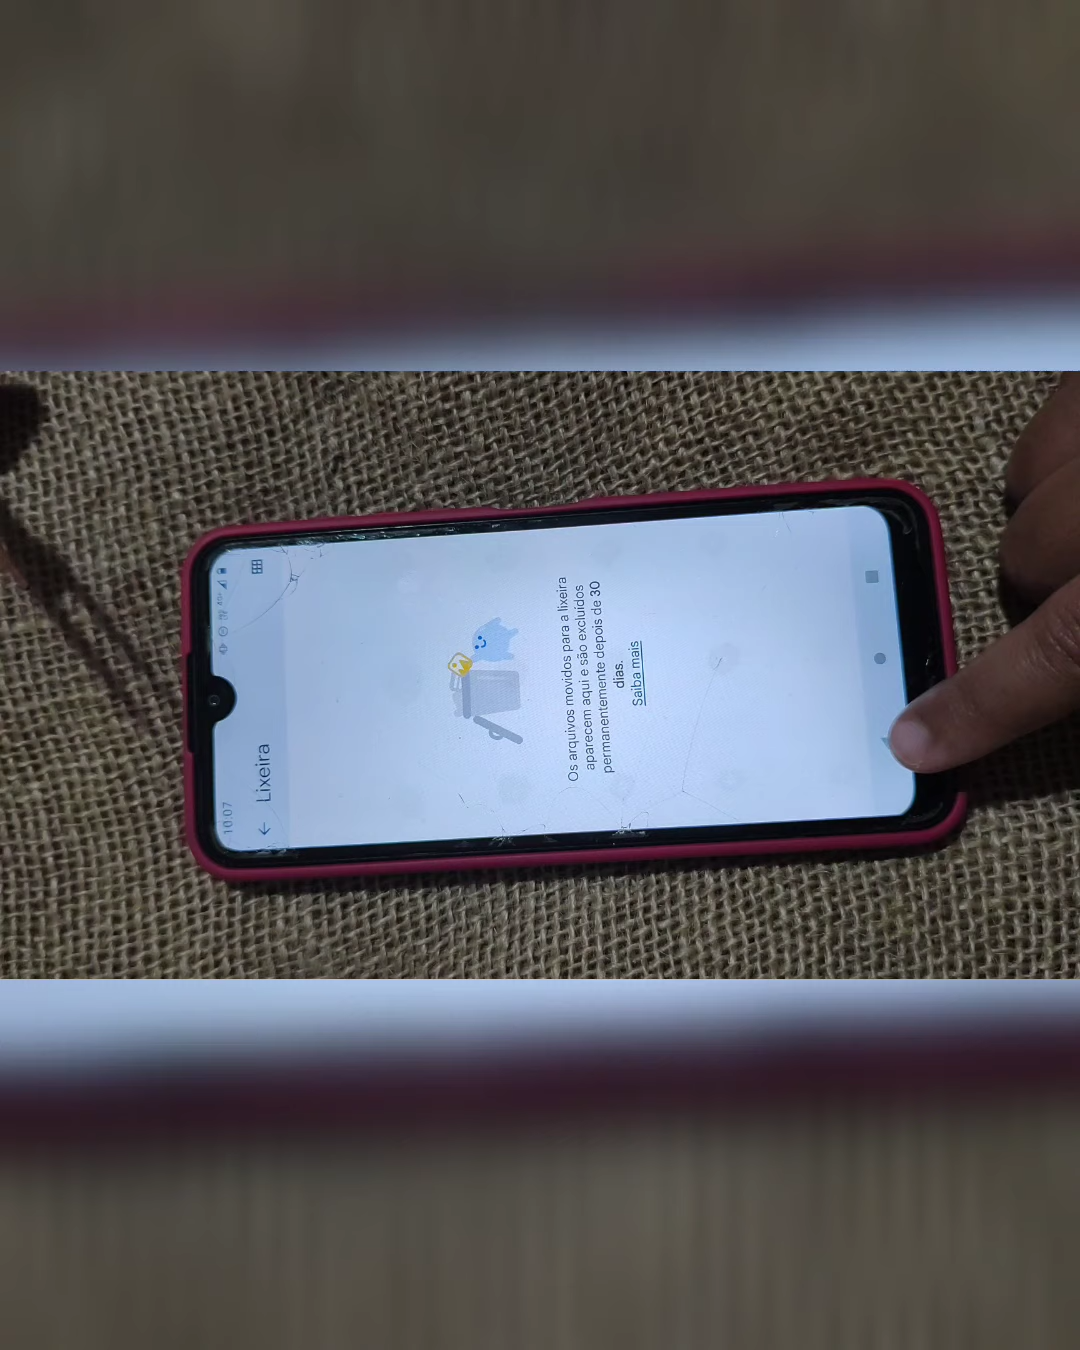 10:07
Lixeira
Os arquivos movidos para a lixeira
aparecem aqui e são excluídos
permanentemente depois de 30
dias.
Saiba mais